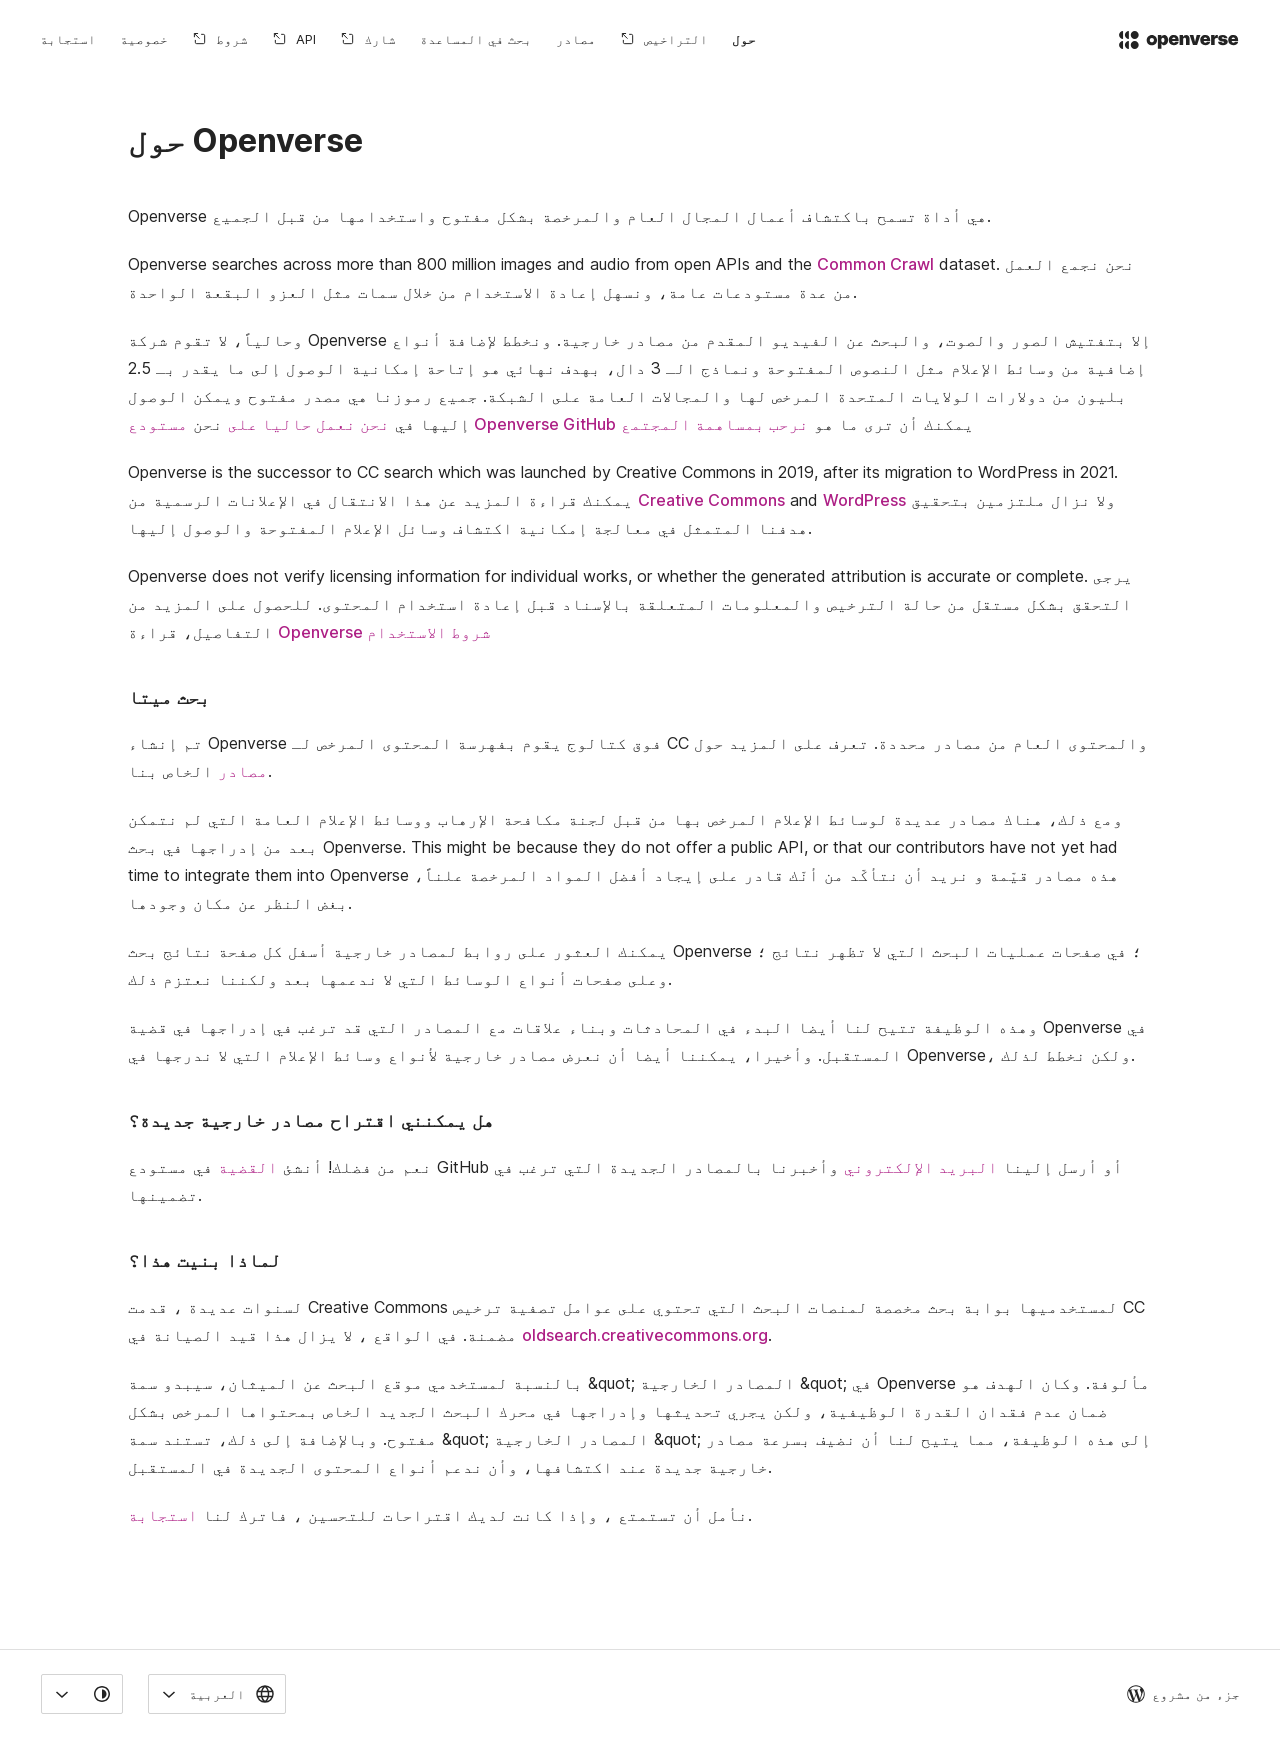 openverse
حول
التراخيص
مصادر
بحث في المساعدة
شارك
API
شروط
خصوصية
استجابة
حول Openverse
Openverse هي أداة تسمح باكتشاف أعمال المجال العام والمرخصة بشكل مفتوح واستخدامها من قبل الجميع.
Openverse searches across more than 800 million images and audio from open APIs and the Common Crawl dataset. نحن نجمع العمل
من عدة مستودعات عامة، ونسهل إعادة الاستخدام من خلال سمات مثل العزو البقعة الواحدة.
وحالياً، لا تقوم شركة Openverse إلا بتفتيش الصور والصوت، والبحث عن الفيديو المقدم من مصادر خارجية. ونخطط لإضافة أنواع
إضافية من وسائط الإعلام مثل النصوص المفتوحة ونماذج الـ 3 دال، بهدف نهائي هو إتاحة إمكانية الوصول إلى ما يقدر بـ 2.5
بليون من دولارات الولايات المتحدة المرخص لها والمجالات العامة على الشبكة. جميع رموزنا هي مصدر مفتوح ويمكن الوصول
إليها في نحن نعمل حاليا على نحن مستودع Openverse GitHub يمكنك أن ترى ما هو نرحب بمساهمة المجتمع
Openverse is the successor to CC search which was launched by Creative Commons in 2019, after its migration to WordPress in 2021.
يمكنك قراءة المزيد عن هذا الانتقال في الإعلانات الرسمية من Creative Commons and WordPress ولا نزال ملتزمين بتحقيق
هدفنا المتمثل في معالجة إمكانية اكتشاف وسائل الإعلام المفتوحة والوصول إليها.
Openverse does not verify licensing information for individual works, or whether the generated attribution is accurate or complete. يرجى
التحقق بشكل مستقل من حالة الترخيص والمعلومات المتعلقة بالإسناد قبل إعادة استخدام المحتوى. للحصول على المزيد من
التفاصيل، قراءة Openverse شروط الاستخدام
بحث ميتا
تم إنشاء Openverse فوق كتالوج يقوم بفهرسة المحتوى المرخص لـ CC والمحتوى العام من مصادر محددة. تعرف على المزيد حول
الخاص بنا مصادر.
ومع ذلك، هناك مصادر عديدة لوسائط الإعلام المرخص بها من قبل لجنة مكافحة الإرهاب ووسائط الإعلام العامة التي لم نتمكن
بعد من إدراجها في بحث Openverse. This might be because they do not offer a public API, or that our contributors have not yet had
time to integrate them into Openverse هذه مصادر قيّمة و نريد أن نتأكّد من أنّك قادر على إيجاد أفضل المواد المرخصة علناً،
بغض النظر عن مكان وجودها.
يمكنك العثور على روابط لمصادر خارجية أسفل كل صفحة نتائج بحث Openverse ؛ في صفحات عمليات البحث التي لا تظهر نتائج ؛
وعلى صفحات أنواع الوسائط التي لا ندعمها بعد ولكننا نعتزم ذلك.
وهذه الوظيفة تتيح لنا أيضا البدء في المحادثات وبناء علاقات مع المصادر التي قد ترغب في إدراجها في قضية Openverse في
المستقبل. وأخيرا، يمكننا أيضا أن نعرض مصادر خارجية لأنواع وسائط الإعلام التي لا ندرجها في Openverse، ولكن نخطط لذلك.
هل يمكنني اقتراح مصادر خارجية جديدة؟
نعم من فضلك! أنشئ القضية في مستودع GitHub أو أرسل إلينا البريد الإلكتروني وأخبرنا بالمصادر الجديدة التي ترغب في
تضمينها.
لماذا بنيت هذا؟
لسنوات عديدة ، قدمت Creative Commons لمستخدميها بوابة بحث مخصصة لمنصات البحث التي تحتوي على عوامل تصفية ترخيص CC
مضمنة. في الواقع ، لا يزال هذا قيد الصيانة في oldsearch.creativecommons.org.
بالنسبة لمستخدمي موقع البحث عن الميثان، سيبدو سمة &quot; المصادر الخارجية &quot; في Openverse مألوفة. وكان الهدف هو
ضمان عدم فقدان القدرة الوظيفية، ولكن يجري تحديثها وإدراجها في محرك البحث الجديد الخاص بمحتواها المرخص بشكل
مفتوح. وبالإضافة إلى ذلك، تستند سمة &quot; المصادر الخارجية &quot; إلى هذه الوظيفة، مما يتيح لنا أن نضيف بسرعة مصادر
خارجية جديدة عند اكتشافها، وأن ندعم أنواع المحتوى الجديدة في المستقبل.
نأمل أن تستمتع ، وإذا كانت لديك اقتراحات للتحسين ، فاترك لنا استجابة.
جزء من مشروع
العربية